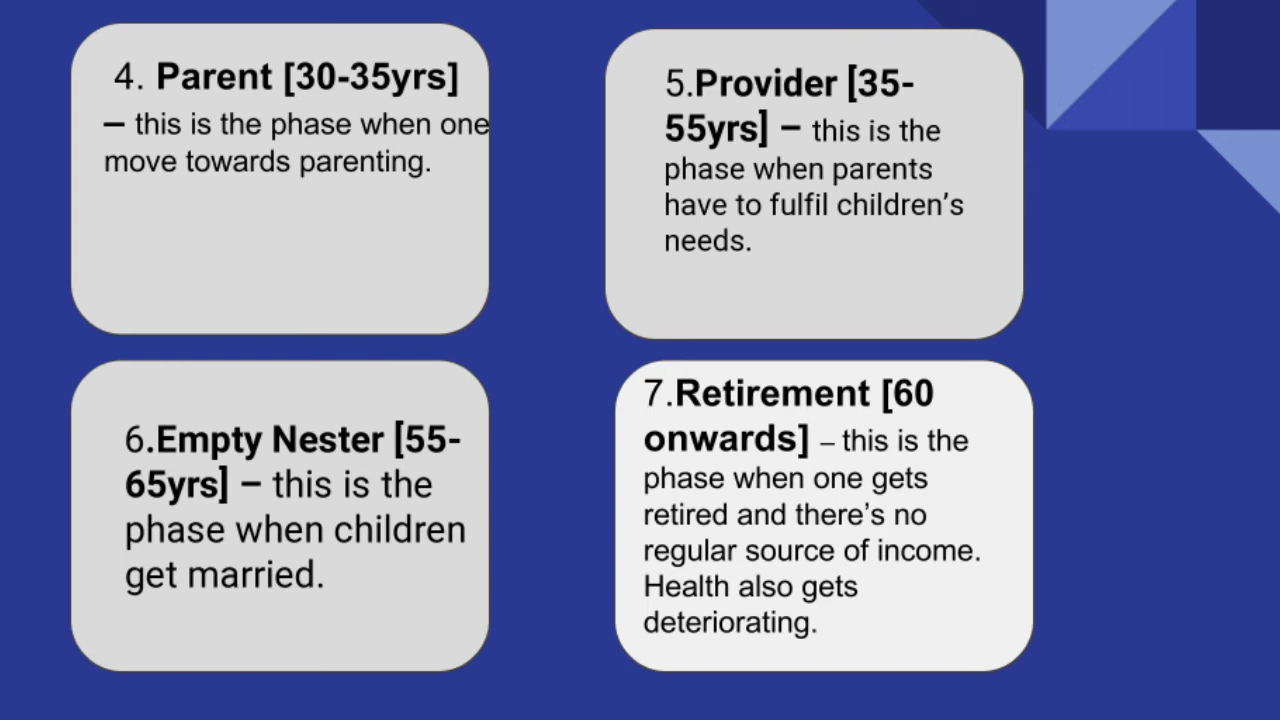 4. Parent [30-35yrs]
– this is the phase when one
move towards parenting.
5.Provider [35-
55yrs] – this is the
phase when parents
have to fulfil children’s
needs.
6.Empty Nester [55-
65yrs] – this is the
phase when children
get married.
7.Retirement [60
onwards] – this is the
phase when one gets
retired and there’s no
regular source of income.
Health also gets
deteriorating.